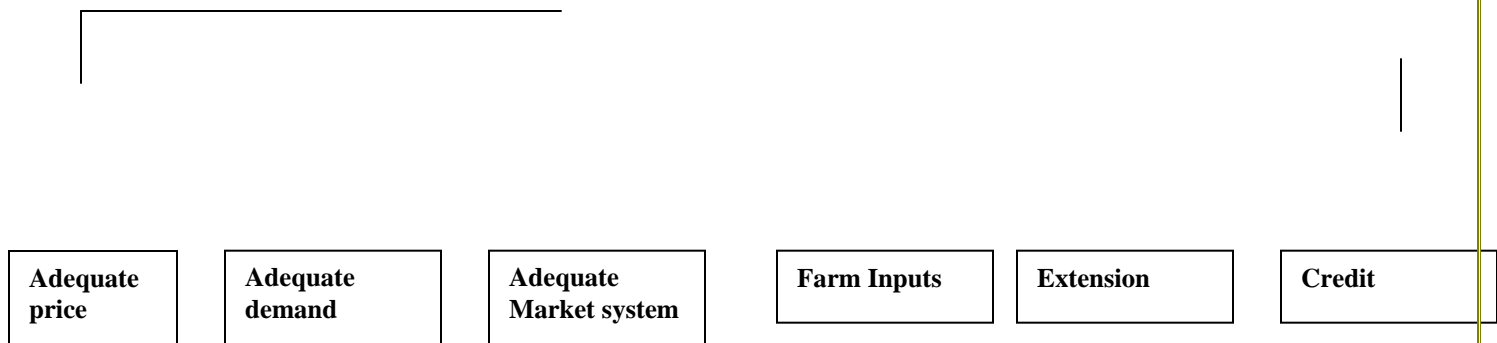 Adequate
price
Adequate
demand
Adequate
Market system
Farm Inputs
Extension
Credit